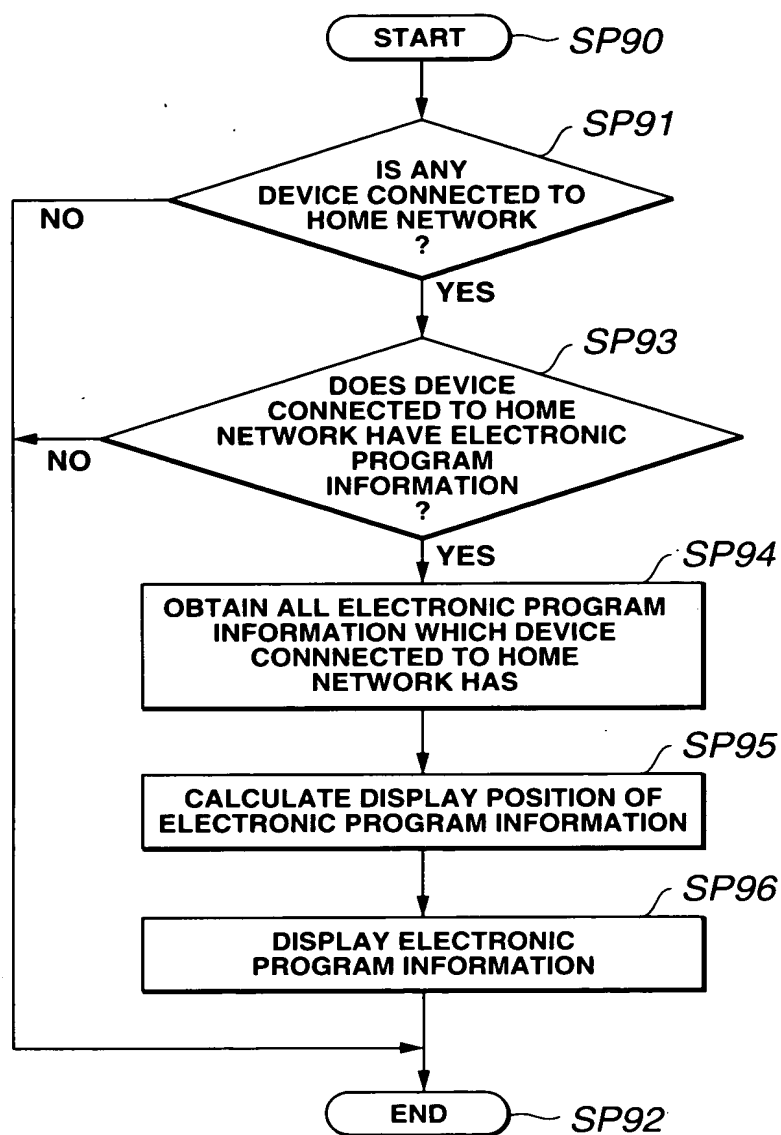 START
SP90
SP91
IS ANY
DEVICE CONNECTED TO
HOME NETWORK
?
NO
YES
SP93
DOES DEVICE
CONNECTED TO HOME
NETWORK HAVE ELECTRONIC
PROGRAM
INFORMATION
?
NO
YES
SP94
OBTAIN ALL ELECTRONIC PROGRAM
INFORMATION WHICH DEVICE
CONNNECTED TO HOME
NETWORK HAS
SP95
CALCULATE DISPLAY POSITION OF
ELECTRONIC PROGRAM INFORMATION
SP96
DISPLAY ELECTRONIC
PROGRAM INFORMATION
END
SP92